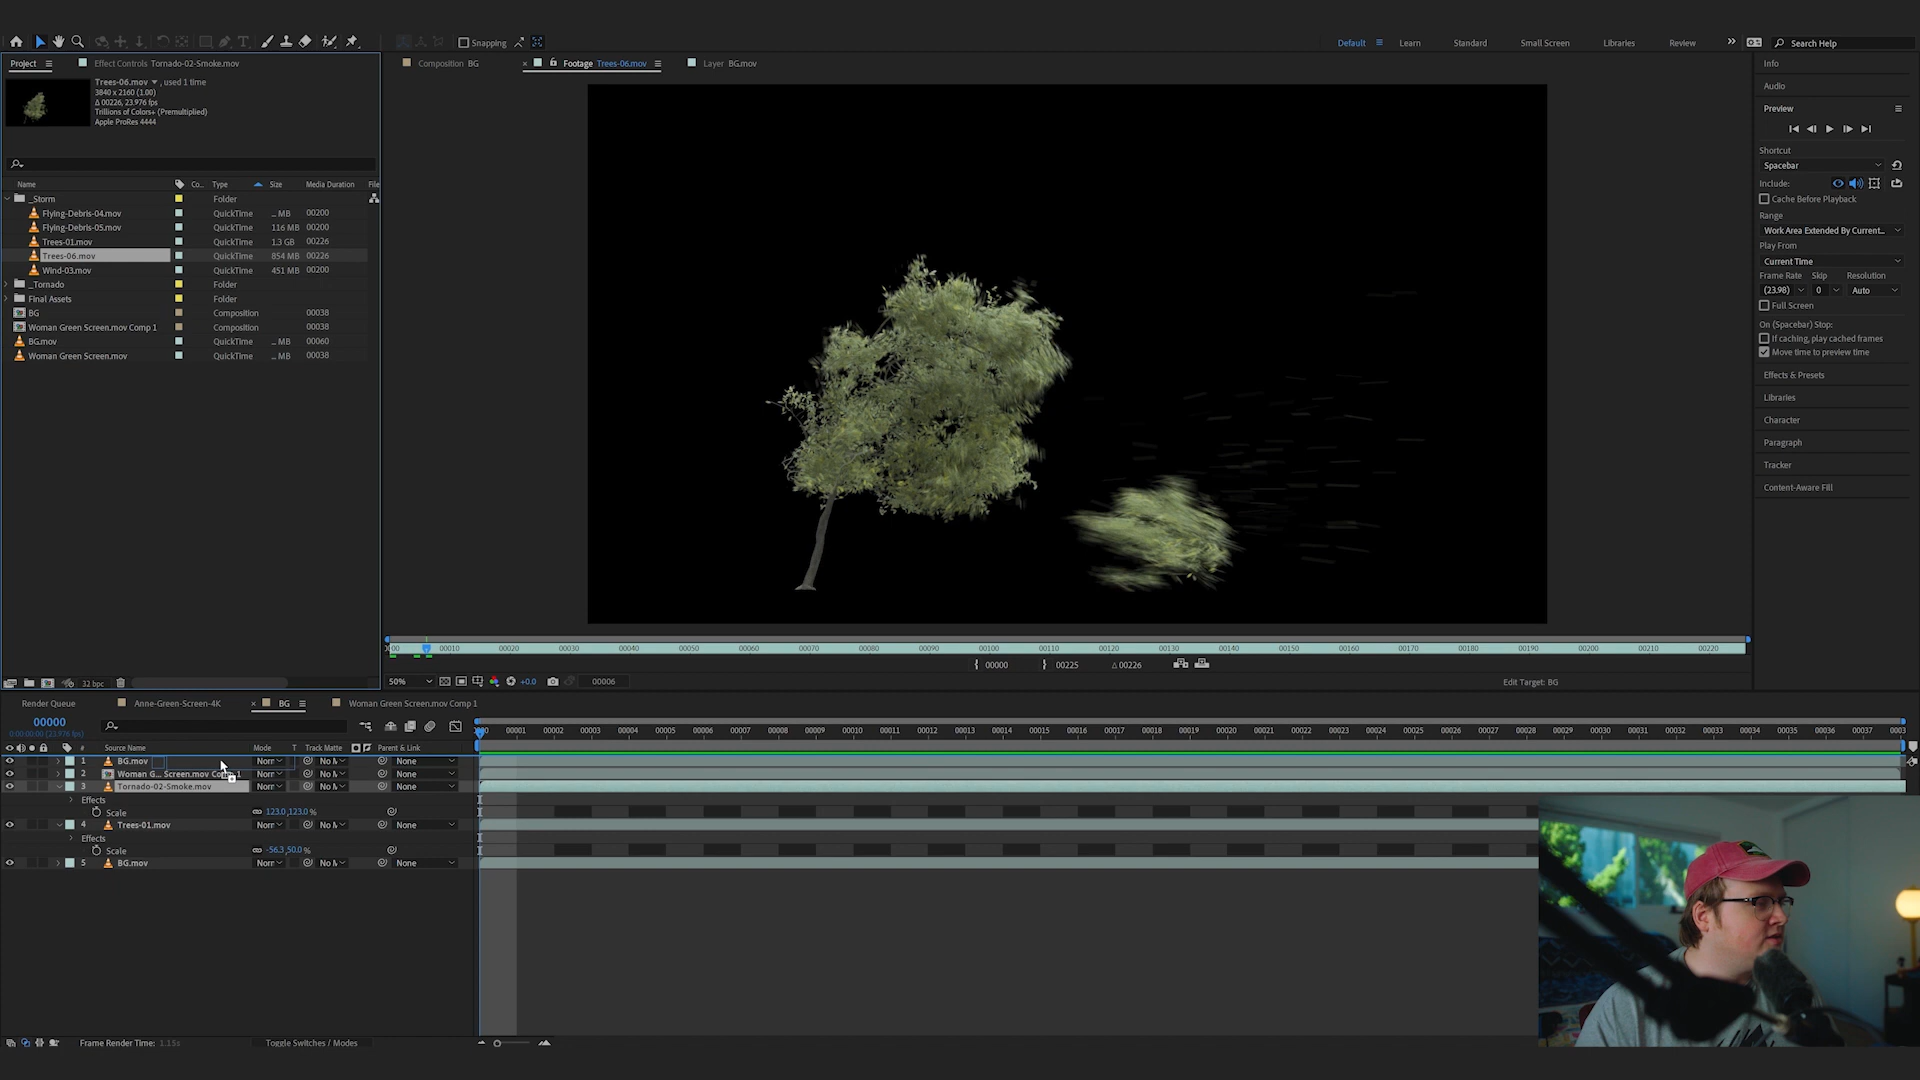 Snapping
Default
Learn
Standard
Small Screen
Libraries
Review
Search Help
Project
Effect Controls Tornado-02-Smoke.mov
Composition BG
Footage Trees-06.mov
Layer BG.mov
Info
Trees-06.mov , used 1 time
3840 x 2160 (1.00)
Δ 00226, 23.976 fps
Trillions of Colors+ (Premultiplied)
Apple ProRes 4444
Audio
Preview
Shortcut
Spacebar
Include:
Cache Before Playback
Range
Work Area Extended By Current...
Play From
Current Time
Frame Rate Skip Resolution
(23.98) 0 Auto
Full Screen
On (Spacebar) Stop:
If caching, play cached frames
Move time to preview time
Effects & Presets
Libraries
Character
Paragraph
Tracker
Content-Aware Fill
Name Co... Type Size Media Duration File
_Storm Folder
Flying-Debris-04.mov QuickTime ... MB 00200
Flying-Debris-05.mov QuickTime 116 MB 00200
Trees-01.mov QuickTime 1.3 GB 00226
Trees-06.mov QuickTime 854 MB 00226
Wind-03.mov QuickTime 451 MB 00200
_Tornado Folder
Final Assets Folder
BG Composition 00038
Woman Green Screen.mov Comp 1 Composition 00038
BG.mov QuickTime ... MB 00060
Woman Green Screen.mov QuickTime ... MB 00038
00010 00020 00030 00040 00050 00060 00070 00080 00090 00100 00110 00120 00130 00140 00150 00160 00170 00180 00190 00200 00210 00220
00000 00225 Δ 00226
32 bpc
50% +0.0 00006 Edit Target: BG
Render Queue Anne-Green-Screen-4K BG Woman Green Screen.mov Comp 1
00000
0:00:00:00 (23.976 fps)
00001 00002 00003 00004 00005 00006 00007 00008 00009 00010 00011 00012 00013 00014 00015 00016 00017 00018 00019 00020 00021 00022 00023 00024 00025 00026 00027 00028 00029 00030 00031 00032 00033 00034 00035 00036 00037
# Source Name Mode T Track Matte Parent & Link
1 BG.mov Norr No M None
2 Woman G... Screen.mov Comp 1 Norr No M None
3 Tornado-02-Smoke.mov Norr No M None
Effects
Scale 123.0,123.0 %
4 Trees-01.mov Norr No M None
Effects
Scale -56.3,50.0 %
5 BG.mov Norr No M None
Frame Render Time: 1.15s Toggle Switches / Modes